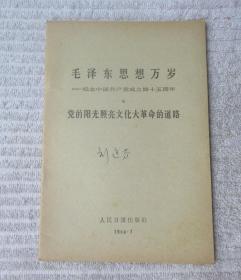 毛泽东思想万岁
——纪念中国共产党成立四十五周年
党的阳光照亮文化大革命的道路
人民日报出版社
1966·7